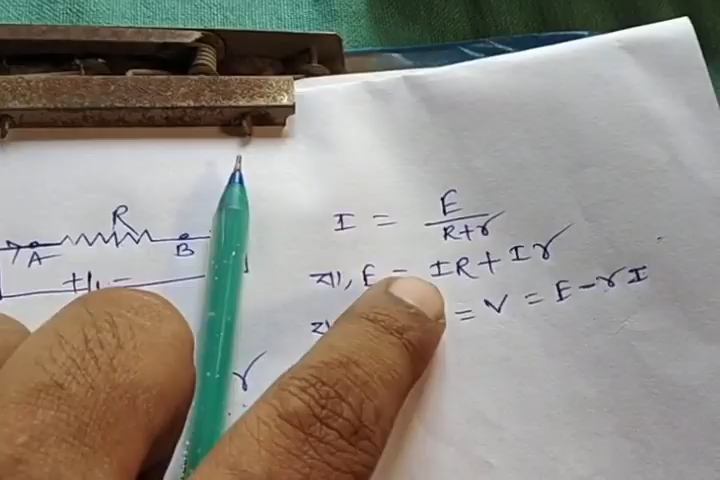 R
A B
+ -
r
I = E/(R+r)
বা, E = IR + Ir
= V = E - rI